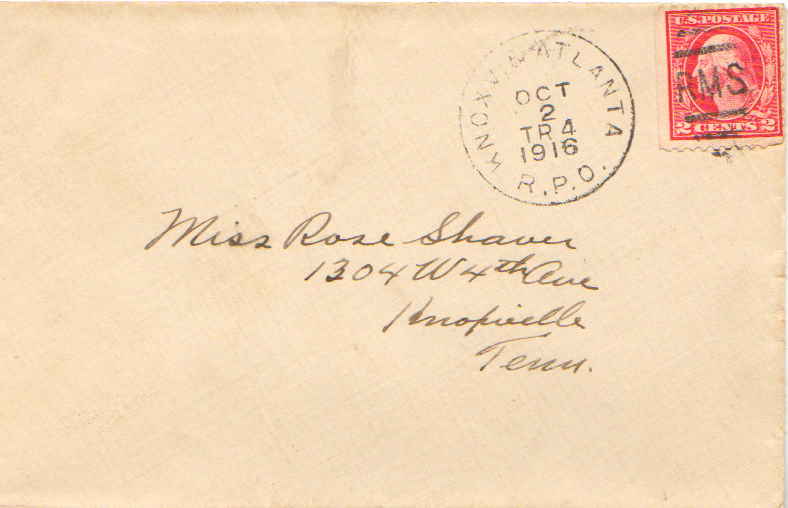 U.S. POSTAGE
RMS
2 CENTS 2
KNOXV. & ATLANTA
OCT
2
TR 4
1916
R.P.O.
Miss Rose Shaver
1304 W 4th Ave
Knoxville
Tenn.